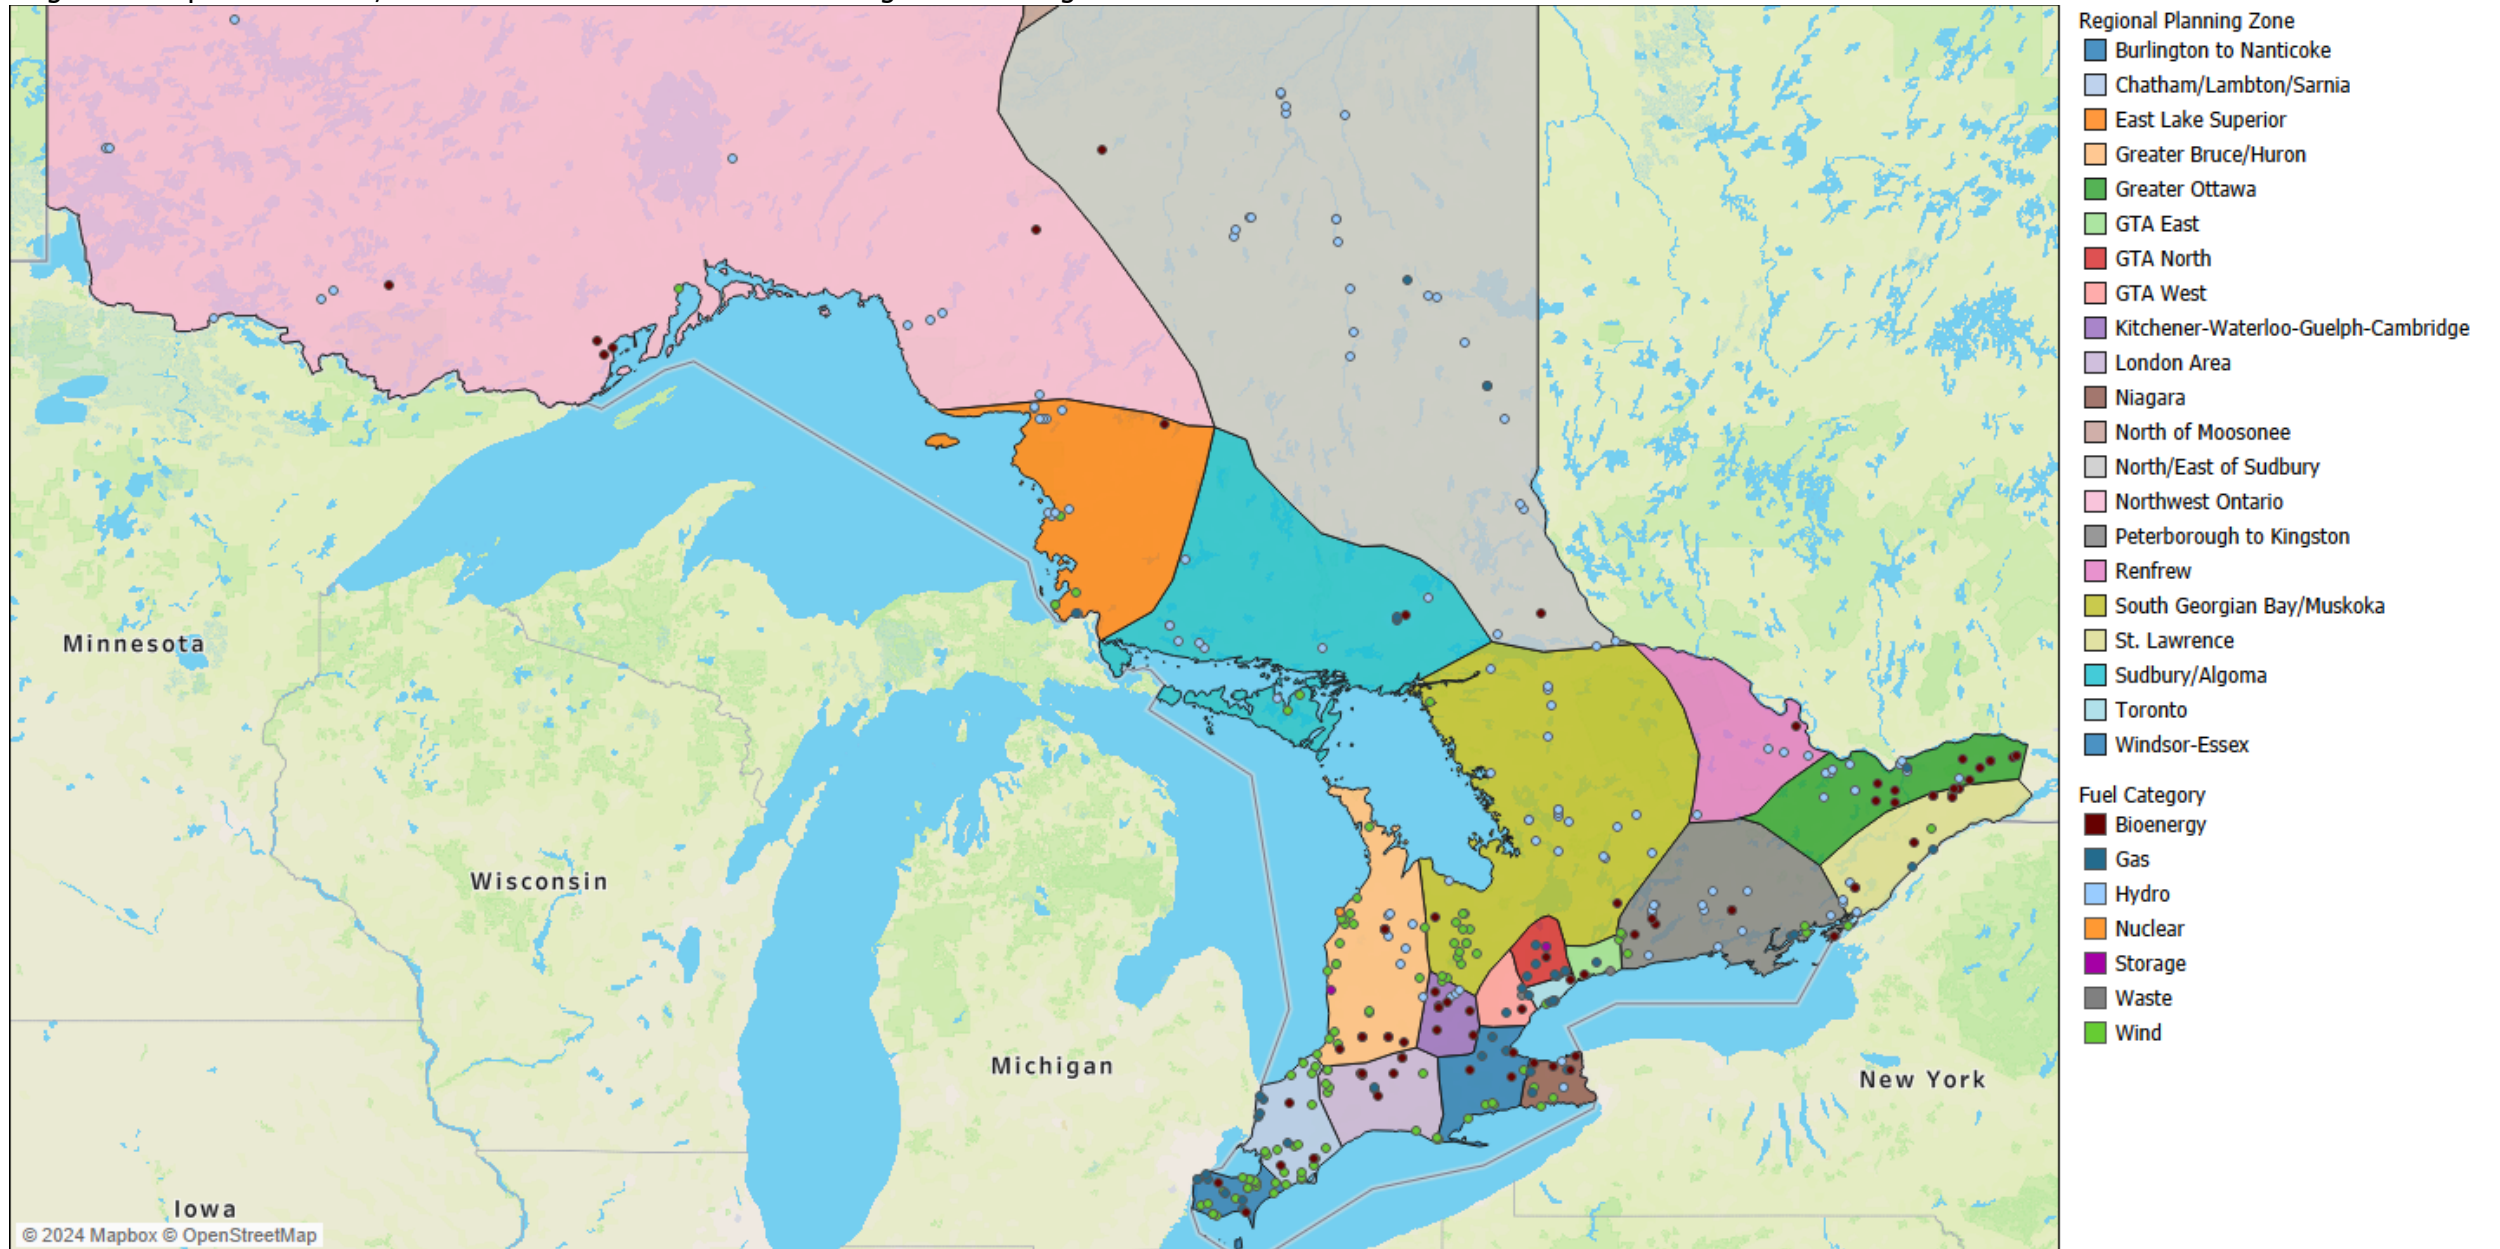 Minnesota
Wisconsin
Michigan
New York
Iowa
© 2024 Mapbox © OpenStreetMap
Regional Planning Zone
Burlington to Nanticoke
Chatham/Lambton/Sarnia
East Lake Superior
Greater Bruce/Huron
Greater Ottawa
GTA East
GTA North
GTA West
Kitchener-Waterloo-Guelph-Cambridge
London Area
Niagara
North of Moosonee
North/East of Sudbury
Northwest Ontario
Peterborough to Kingston
Renfrew
South Georgian Bay/Muskoka
St. Lawrence
Sudbury/Algoma
Toronto
Windsor-Essex
Fuel Category
Bioenergy
Gas
Hydro
Nuclear
Storage
Waste
Wind